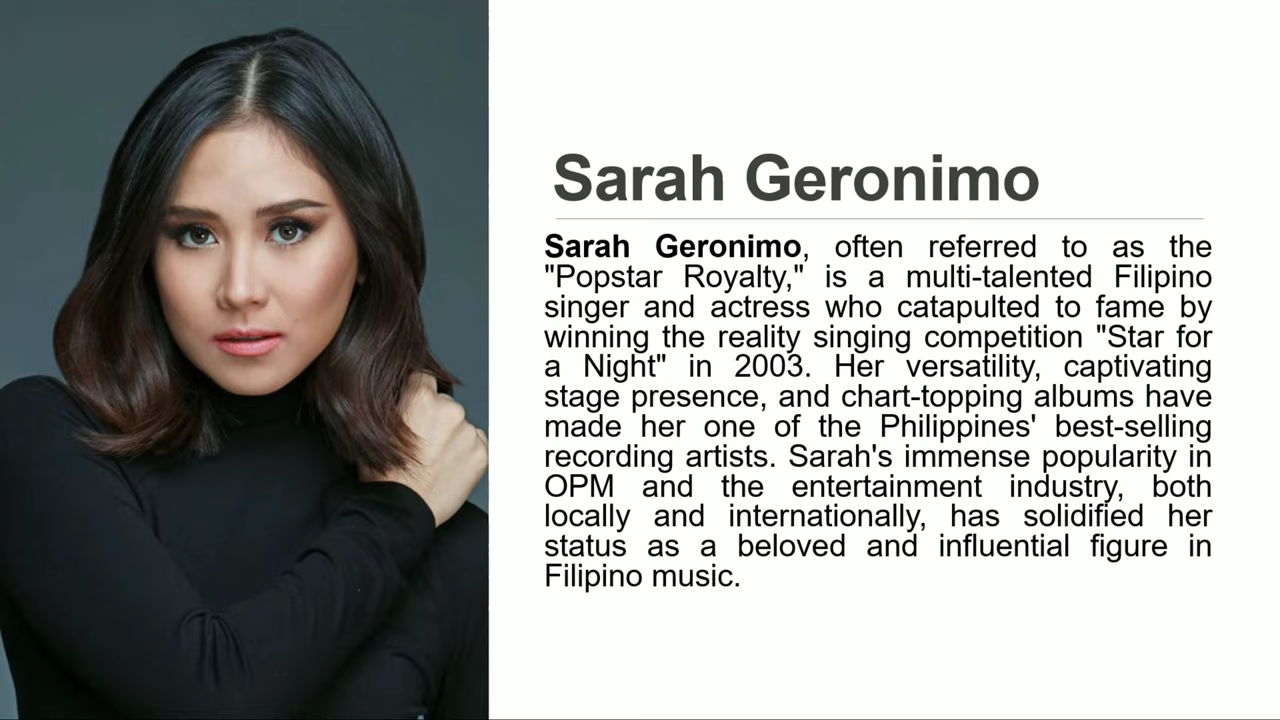 Sarah Geronimo
Sarah Geronimo, often referred to as the
"Popstar Royalty," is a multi-talented Filipino
singer and actress who catapulted to fame by
winning the reality singing competition "Star for
a Night" in 2003. Her versatility, captivating
stage presence, and chart-topping albums have
made her one of the Philippines' best-selling
recording artists. Sarah's immense popularity in
OPM and the entertainment industry, both
locally and internationally, has solidified her
status as a beloved and influential figure in
Filipino music.